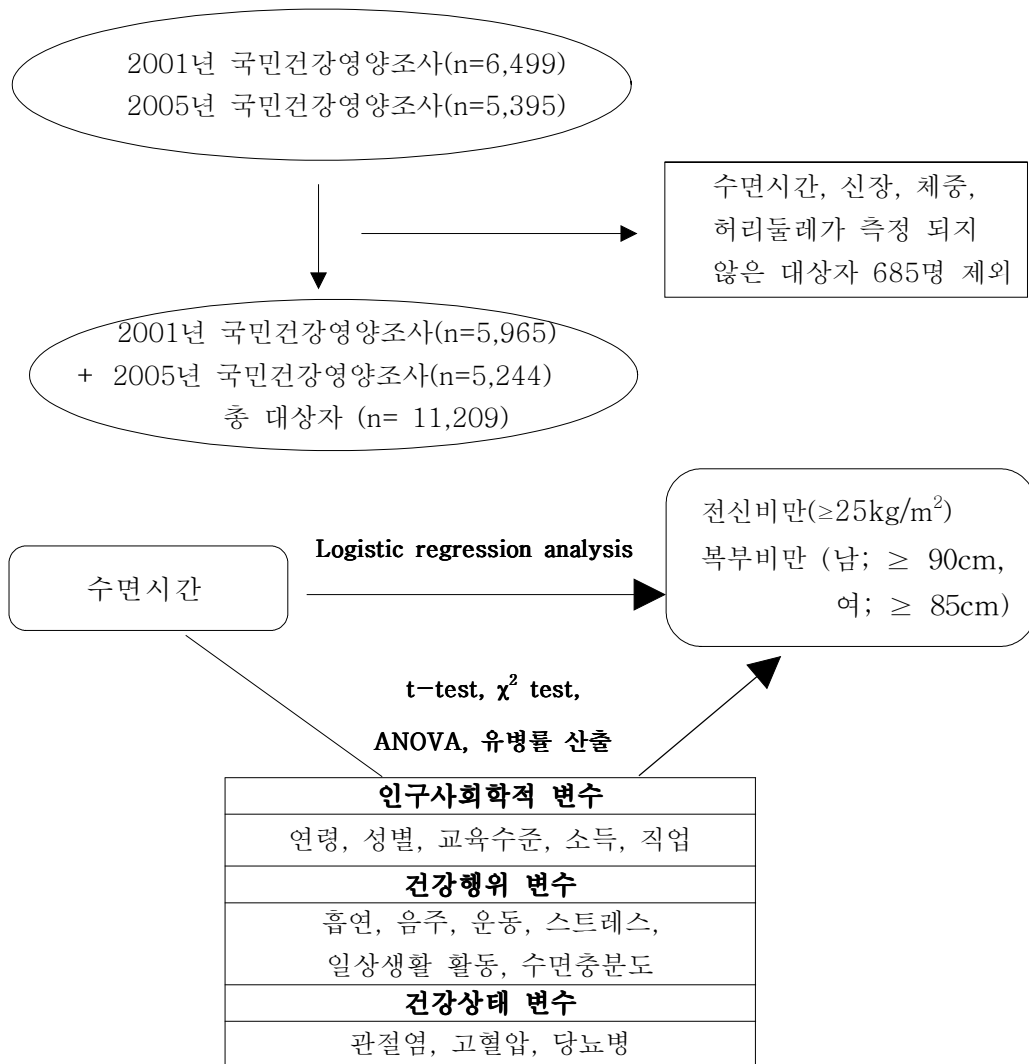 2001년 국민건강영양조사(n=6,499)
2005년 국민건강영양조사(n=5,395)
수면시간, 신장, 체중,
허리둘레가 측정 되지
않은 대상자 685명 제외
2001년 국민건강영양조사(n=5,965)
+ 2005년 국민건강영양조사(n=5,244)
총 대상자 (n= 11,209)
수면시간
Logistic regression analysis
전신비만(≥25kg/m²)
복부비만 (남; ≥ 90cm,
여; ≥ 85cm)
t-test, χ² test,
ANOVA, 유병률 산출
인구사회학적 변수
연령, 성별, 교육수준, 소득, 직업
건강행위 변수
흡연, 음주, 운동, 스트레스,
일상생활 활동, 수면충분도
건강상태 변수
관절염, 고혈압, 당뇨병